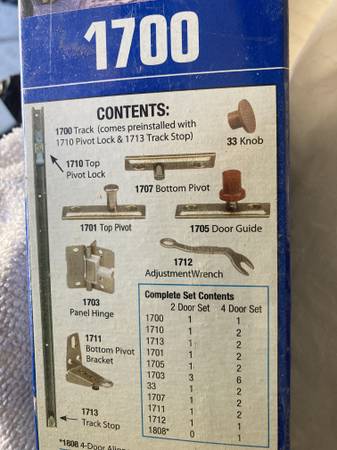 1700
CONTENTS:
1700 Track (comes preinstalled with
1710 Pivot Lock & 1713 Track Stop)
33 Knob
1710 Top
Pivot Lock
1707 Bottom Pivot
1701 Top Pivot
1705 Door Guide
1712
AdjustmentWrench
1703
Panel Hinge
1711
Bottom Pivot
Bracket
1713
Track Stop
Complete Set Contents
2 Door Set 4 Door Set
1700 1 1
1710 1 2
1713 1 2
1701 1 2
1705 1 2
1703 3 6
33 1 2
1707 1 2
1711 1 2
1712 1 1
1808* 0 1
*1808 4-Door